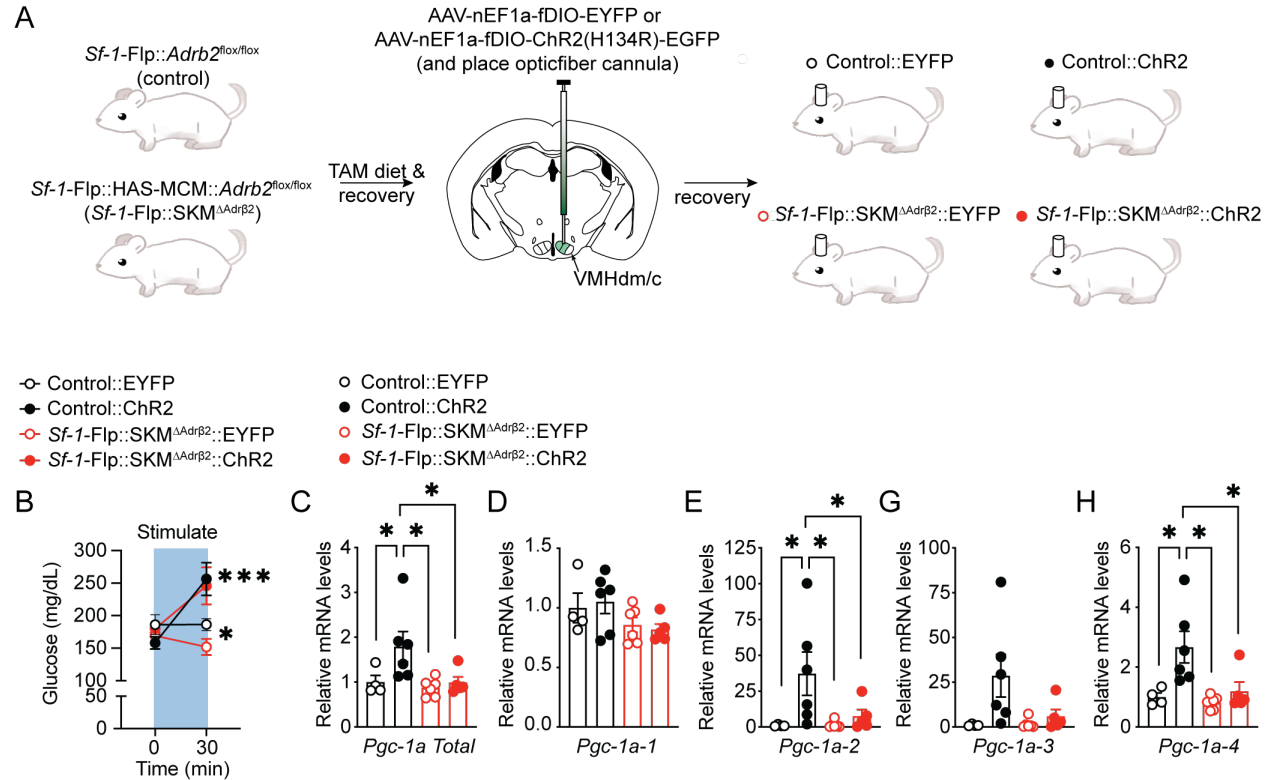 A
Sf-1-Flp::Adrb2flox/flox
(control)
Sf-1-Flp::HAS-MCM::Adrb2flox/flox
(Sf-1-Flp::SKMΔAdrβ2)
TAM diet &
recovery
AAV-nEF1a-fDIO-EYFP or
AAV-nEF1a-fDIO-ChR2(H134R)-EGFP
(and place opticfiber cannula)
VMHdm/c
recovery
Control::EYFP
Control::ChR2
Sf-1-Flp::SKMΔAdrβ2::EYFP
Sf-1-Flp::SKMΔAdrβ2::ChR2
Control::EYFP
Control::ChR2
Sf-1-Flp::SKMΔAdrβ2::EYFP
Sf-1-Flp::SKMΔAdrβ2::ChR2
Control::EYFP
Control::ChR2
Sf-1-Flp::SKMΔAdrβ2::EYFP
Sf-1-Flp::SKMΔAdrβ2::ChR2
B
Stimulate
Glucose (mg/dL)
300
250
200
150
100
50
0
0
30
Time (min)
***
*
C
Relative mRNA levels
4
3
2
1
0
*
*
*
Pgc-1a Total
D
Relative mRNA levels
1.5
1.0
0.5
0.0
Pgc-1a-1
E
Relative mRNA levels
125
100
75
50
25
0
*
*
*
Pgc-1a-2
G
Relative mRNA levels
100
75
50
25
0
Pgc-1a-3
H
Relative mRNA levels
6
4
2
0
*
*
*
Pgc-1a-4